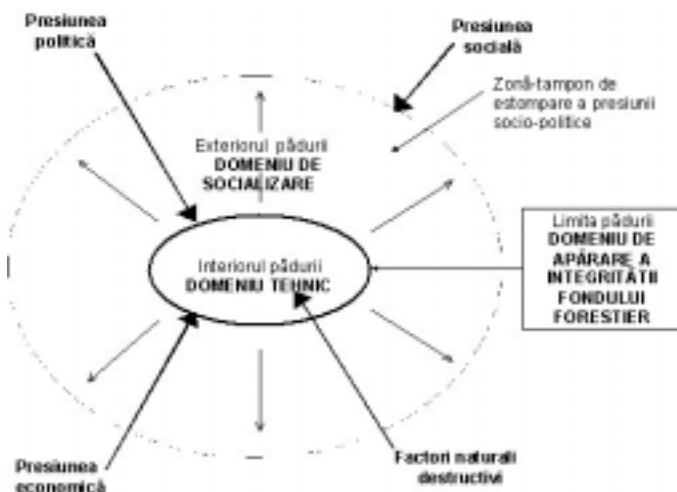 Presiunea
politică
Presiunea
socială
Zonă-tampon de
estompare a presiunii
socio-politice
Exteriorul pădurii
DOMENIU DE
SOCIALIZARE
Limita pădurii
DOMENIU DE
APĂRARE A
INTEGRITĂȚII
FONDULUI
FORESTIER
Interiorul pădurii
DOMENIU TEHNIC
Presiunea
economică
Factori naturali
destructivi